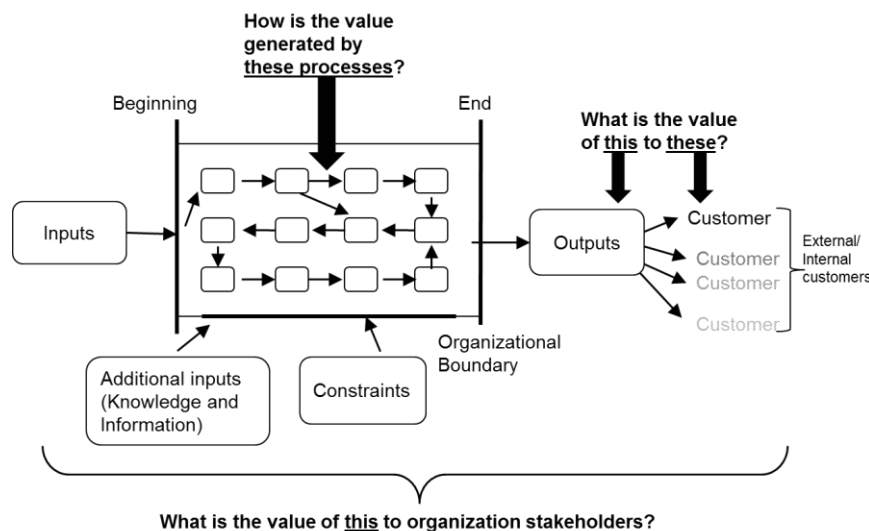 How is the value
generated by
these processes?
Beginning
End
What is the value
of this to these?
Inputs
Outputs
Customer
Customer
Customer
Customer
External/
Internal
customers
Organizational
Boundary
Additional inputs
(Knowledge and
Information)
Constraints
What is the value of this to organization stakeholders?